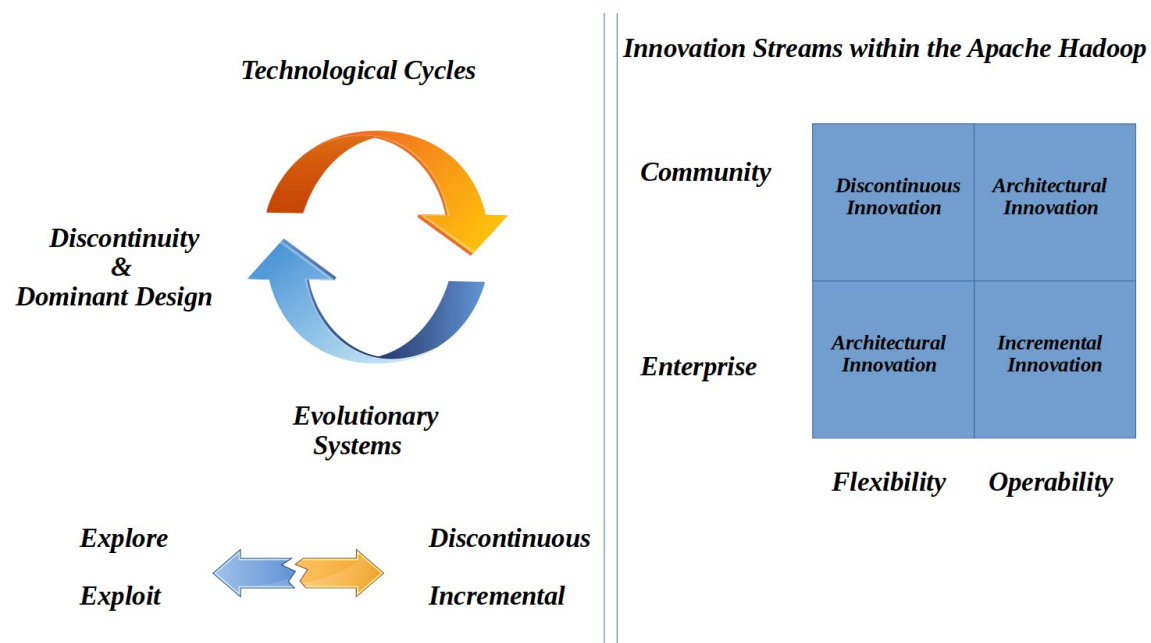 Technological Cycles
Discontinuity
&
Dominant Design
Evolutionary
Systems
Explore
Exploit
Discontinuous
Incremental
Innovation Streams within the Apache Hadoop
Community
Discontinuous
Innovation
Architectural
Innovation
Enterprise
Architectural
Innovation
Incremental
Innovation
Flexibility
Operability